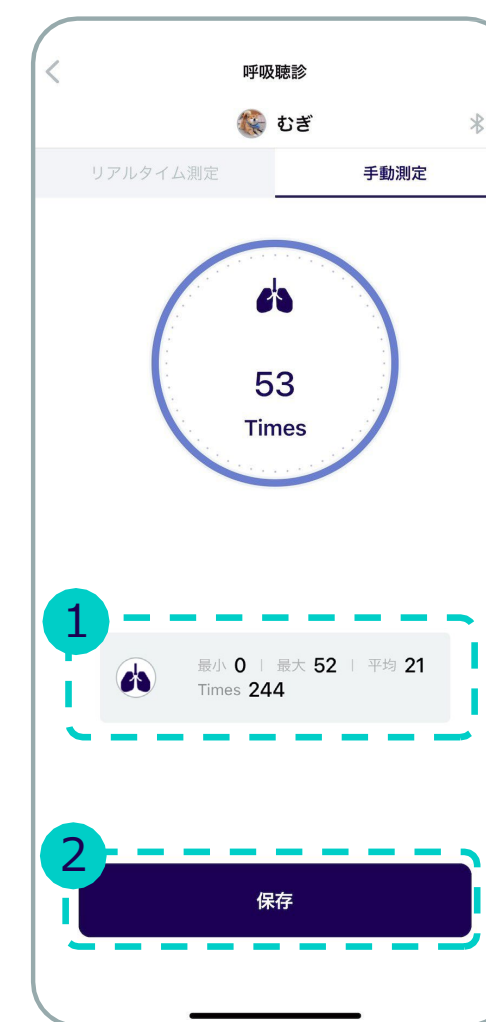 呼吸聴診
むぎ
リアルタイム測定 手動測定
53
Times
1
最小 0 | 最大 52 | 平均 21
Times 244
2
保存